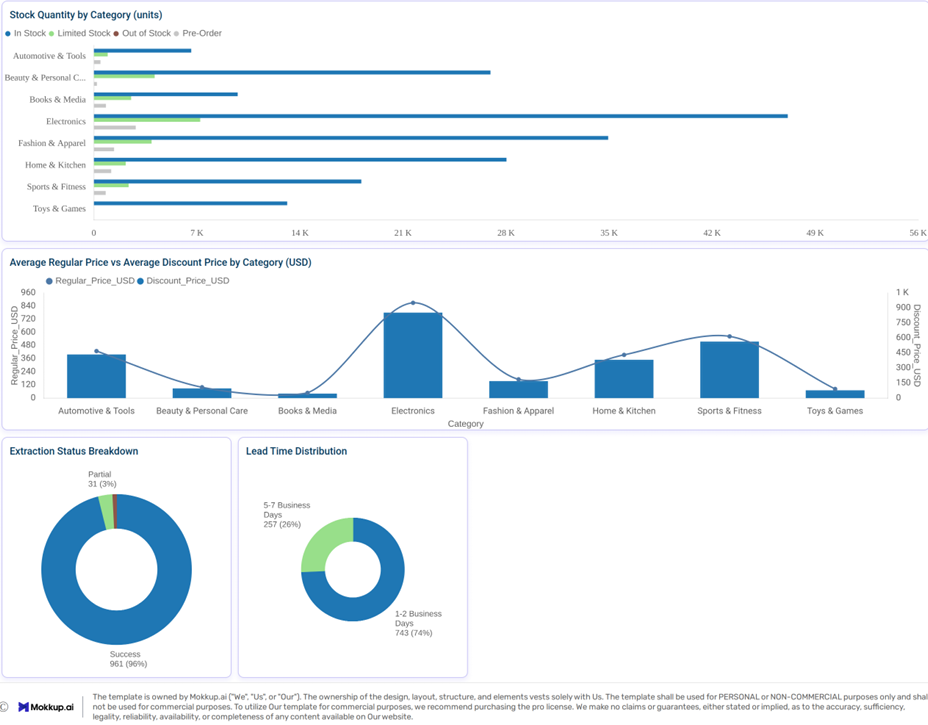 Stock Quantity by Category (units)
In Stock Limited Stock Out of Stock Pre-Order
Automotive & Tools
Beauty & Personal C...
Books & Media
Electronics
Fashion & Apparel
Home & Kitchen
Sports & Fitness
Toys & Games
0 7 K 14 K 21 K 28 K 35 K 42 K 49 K 56 K
Average Regular Price vs Average Discount Price by Category (USD)
Regular_Price_USD Discount_Price_USD
Regular_Price_USD
960
840
720
600
480
360
240
120
0
1 K
900
750
600
450
300
150
0
Discount_Price_USD
Automotive & Tools Beauty & Personal Care Books & Media Electronics Fashion & Apparel Home & Kitchen Sports & Fitness Toys & Games
Category
Extraction Status Breakdown
Partial
31 (3%)
Success
961 (96%)
Lead Time Distribution
5-7 Business
Days
257 (26%)
1-2 Business
Days
743 (74%)
© Mokkup.ai
The template is owned by Mokkup.ai ("We", "Us", or "Our"). The ownership of the design, layout, structure, and elements vests solely with Us. The template shall be used for PERSONAL or NON-COMMERCIAL purposes only and shal
not be used for commercial purposes. To utilize Our template for commercial purposes, we recommend purchasing the pro license. We make no claims or guarantees, either stated or implied, as to the accuracy, sufficiency,
legality, reliability, availability, or completeness of any content available on Our website.